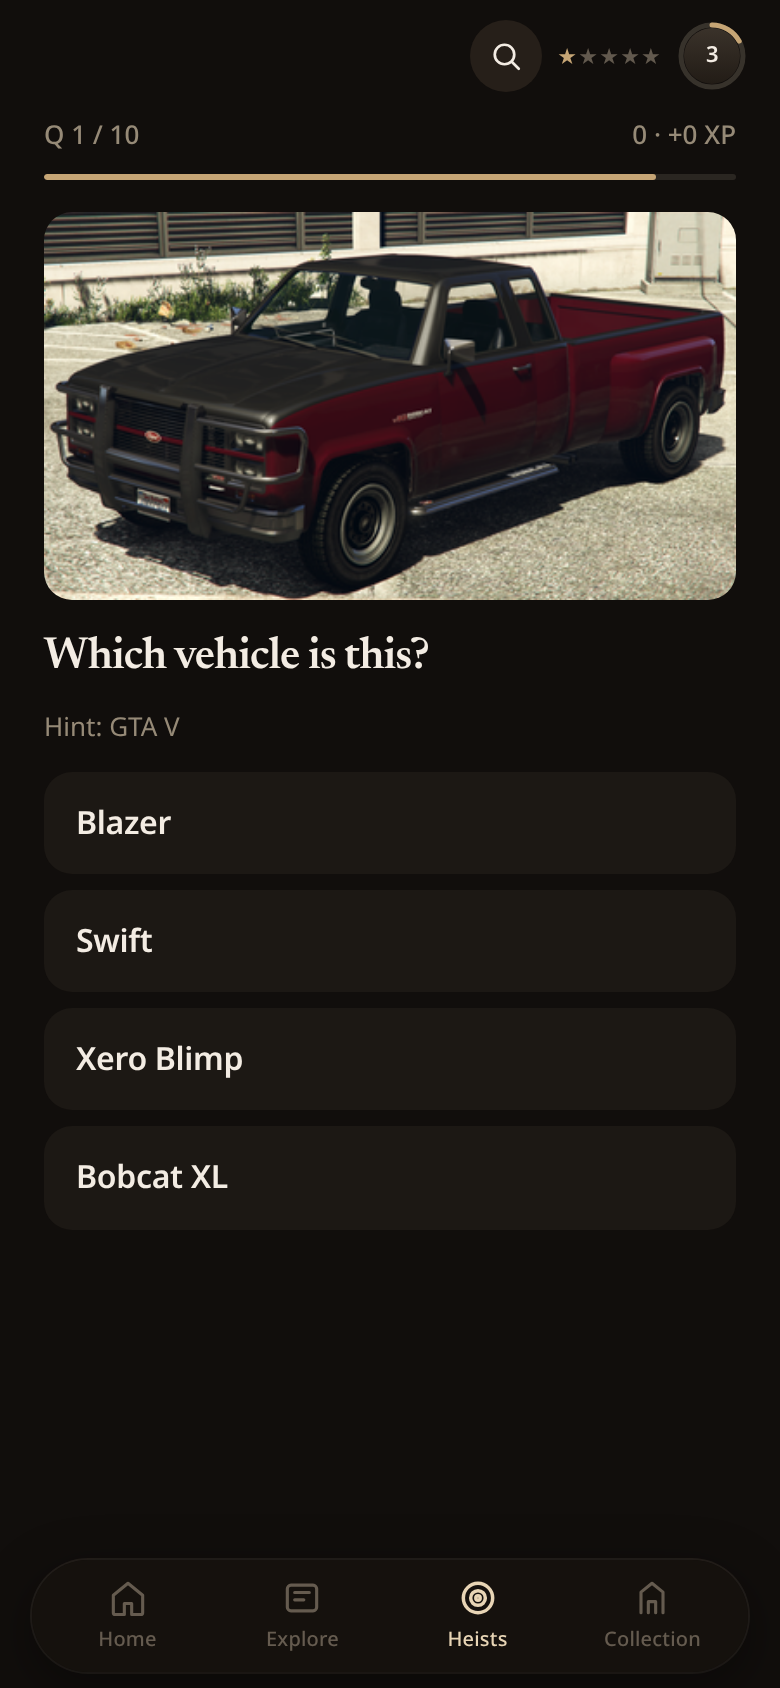 3
Q 1 / 10
0 · +0 XP
Which vehicle is this?
Hint: GTA V
Blazer
Swift
Xero Blimp
Bobcat XL
Home
Explore
Heists
Collection